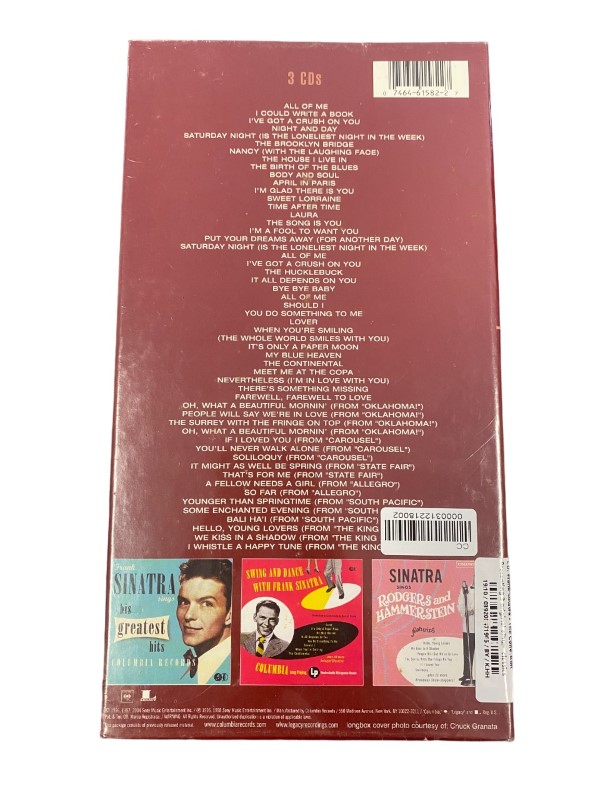 3 CDs
0 7464-61582-2 7
ALL OF ME
I COULD WRITE A BOOK
I'VE GOT A CRUSH ON YOU
NIGHT AND DAY
SATURDAY NIGHT (IS THE LONELIEST NIGHT IN THE WEEK)
THE BROOKLYN BRIDGE
NANCY (WITH THE LAUGHING FACE)
THE HOUSE I LIVE IN
THE BIRTH OF THE BLUES
BODY AND SOUL
APRIL IN PARIS
I'M GLAD THERE IS YOU
SWEET LORRAINE
TIME AFTER TIME
LAURA
THE SONG IS YOU
I'M A FOOL TO WANT YOU
PUT YOUR DREAMS AWAY (FOR ANOTHER DAY)
SATURDAY NIGHT (IS THE LONELIEST NIGHT IN THE WEEK)
ALL OF ME
I'VE GOT A CRUSH ON YOU
THE HUCKLEBUCK
IT ALL DEPENDS ON YOU
BYE BYE BABY
ALL OF ME
SHOULD I
YOU DO SOMETHING TO ME
LOVER
WHEN YOU'RE SMILING
(THE WHOLE WORLD SMILES WITH YOU)
IT'S ONLY A PAPER MOON
MY BLUE HEAVEN
THE CONTINENTAL
MEET ME AT THE COPA
NEVERTHELESS (I'M IN LOVE WITH YOU)
THERE'S SOMETHING MISSING
FAREWELL, FAREWELL TO LOVE
OH, WHAT A BEAUTIFUL MORNIN' (FROM "OKLAHOMA!")
PEOPLE WILL SAY WE'RE IN LOVE (FROM "OKLAHOMA!")
THE SURREY WITH THE FRINGE ON TOP (FROM "OKLAHOMA!")
OH, WHAT A BEAUTIFUL MORNIN' (FROM "OKLAHOMA!")
IF I LOVED YOU (FROM "CAROUSEL")
YOU'LL NEVER WALK ALONE (FROM "CAROUSEL")
SOLILOQUY (FROM "CAROUSEL")
IT MIGHT AS WELL BE SPRING (FROM "STATE FAIR")
THAT'S FOR ME (FROM "STATE FAIR")
A FELLOW NEEDS A GIRL (FROM "ALLEGRO")
SO FAR (FROM "ALLEGRO")
YOUNGER THAN SPRINGTIME (FROM "SOUTH PACIFIC")
SOME ENCHANTED EVENING (FROM "SOUTH
BALI HA'I (FROM "SOUTH PACIFIC")
HELLO, YOUNG LOVERS (FROM "THE KING
WE KISS IN A SHADOW (FROM "THE KING
I WHISTLE A HAPPY TUNE (FROM "THE KING
0000312218002
CC
Frank
SINATRA
sings
his
greatest
hits
COLUMBIA RECORDS
SWING AND DANCE
WITH FRANK SINATRA
COLUMBIA
LP
SINATRA
SINGS
RODGERS and
HAMMERSTEIN
www.columbiarecords.com www.legacyrecordings.com longbox cover photo courtesy of: Chuck Granata